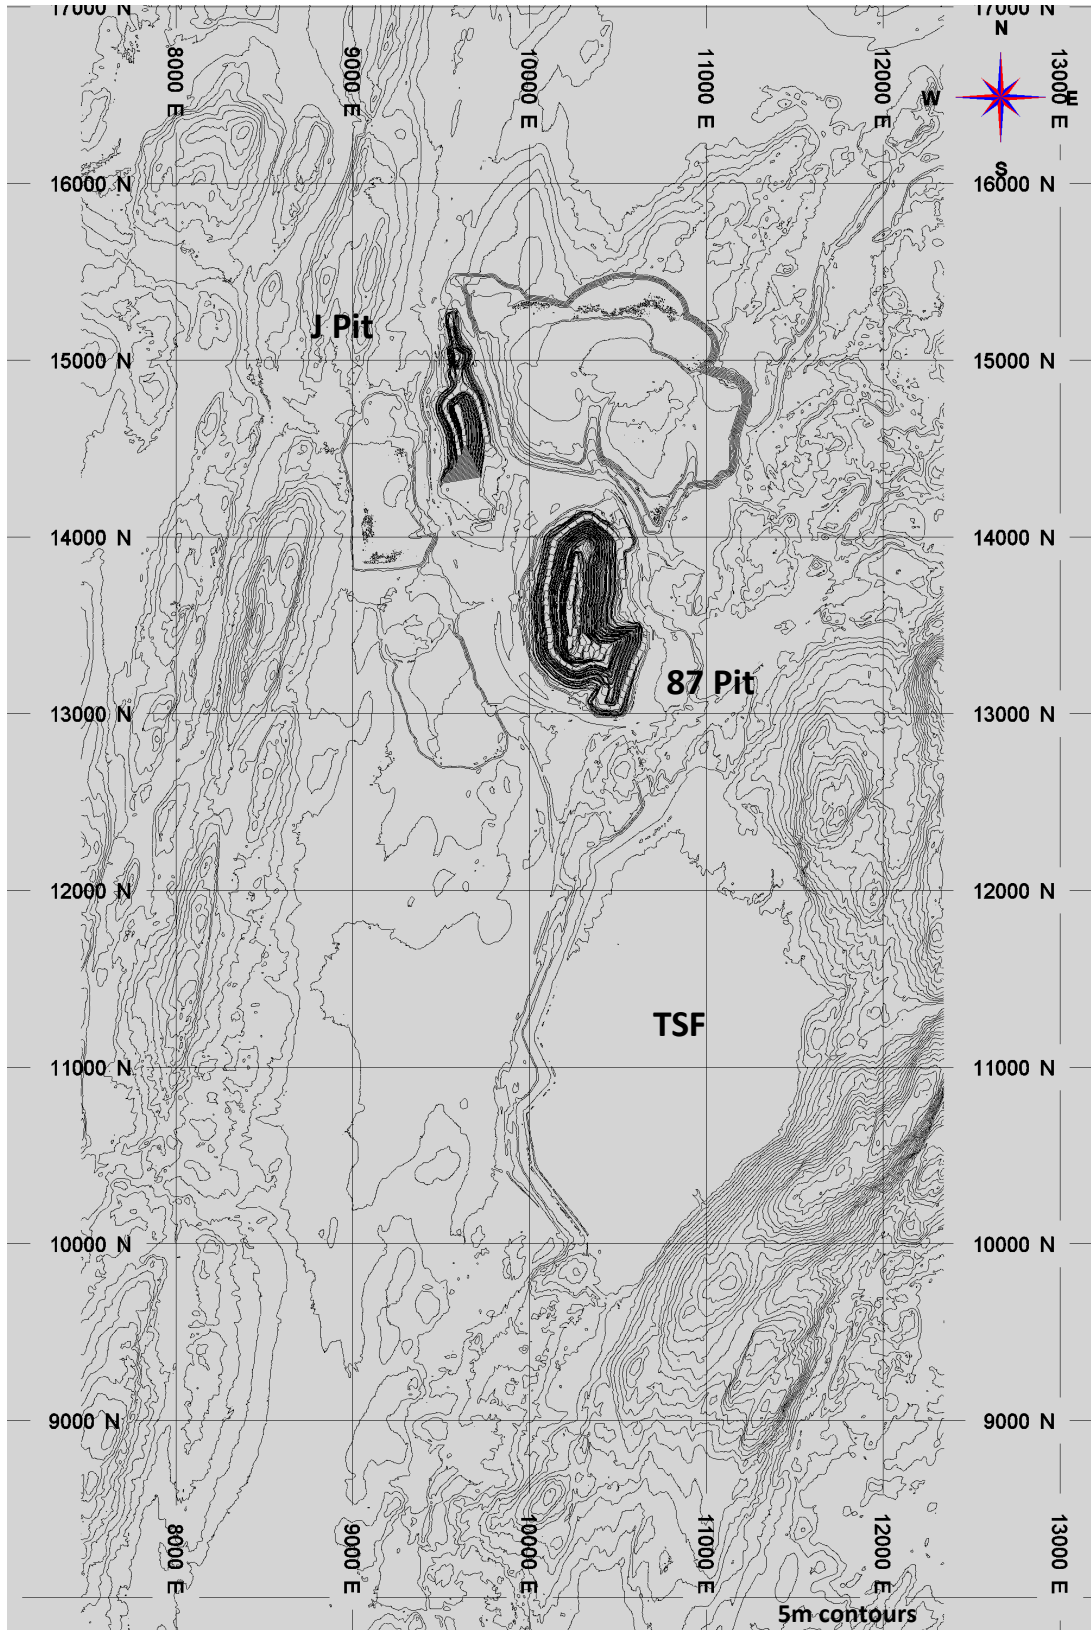 17000 N
17000 N
N
8000 E
9000 E
10000 E
11000 E
12000 E
13000 E
W
E
S
16000 N
16000 N
J Pit
15000 N
15000 N
14000 N
14000 N
87 Pit
13000 N
13000 N
12000 N
12000 N
TSF
11000 N
11000 N
10000 N
10000 N
9000 N
9000 N
8000 E
9000 E
10000 E
11000 E
12000 E
13000 E
5m contours